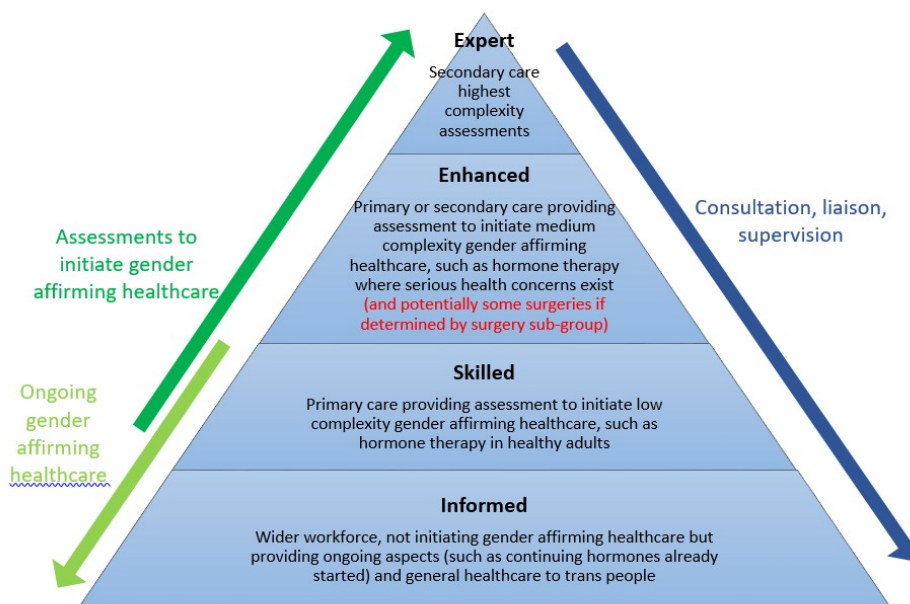 Expert
Secondary care
highest
complexity
assessments
Enhanced
Primary or secondary care providing
assessment to initiate medium
complexity gender affirming
healthcare, such as hormone therapy
where serious health concerns exist
(and potentially some surgeries if
determined by surgery sub-group)
Consultation, liaison,
supervision
Assessments to
initiate gender
affirming healthcare
Skilled
Primary care providing assessment to initiate low
complexity gender affirming healthcare, such as
hormone therapy in healthy adults
Ongoing
gender
affirming
healthcare
Informed
Wider workforce, not initiating gender affirming healthcare but
providing ongoing aspects (such as continuing hormones already
started) and general healthcare to trans people